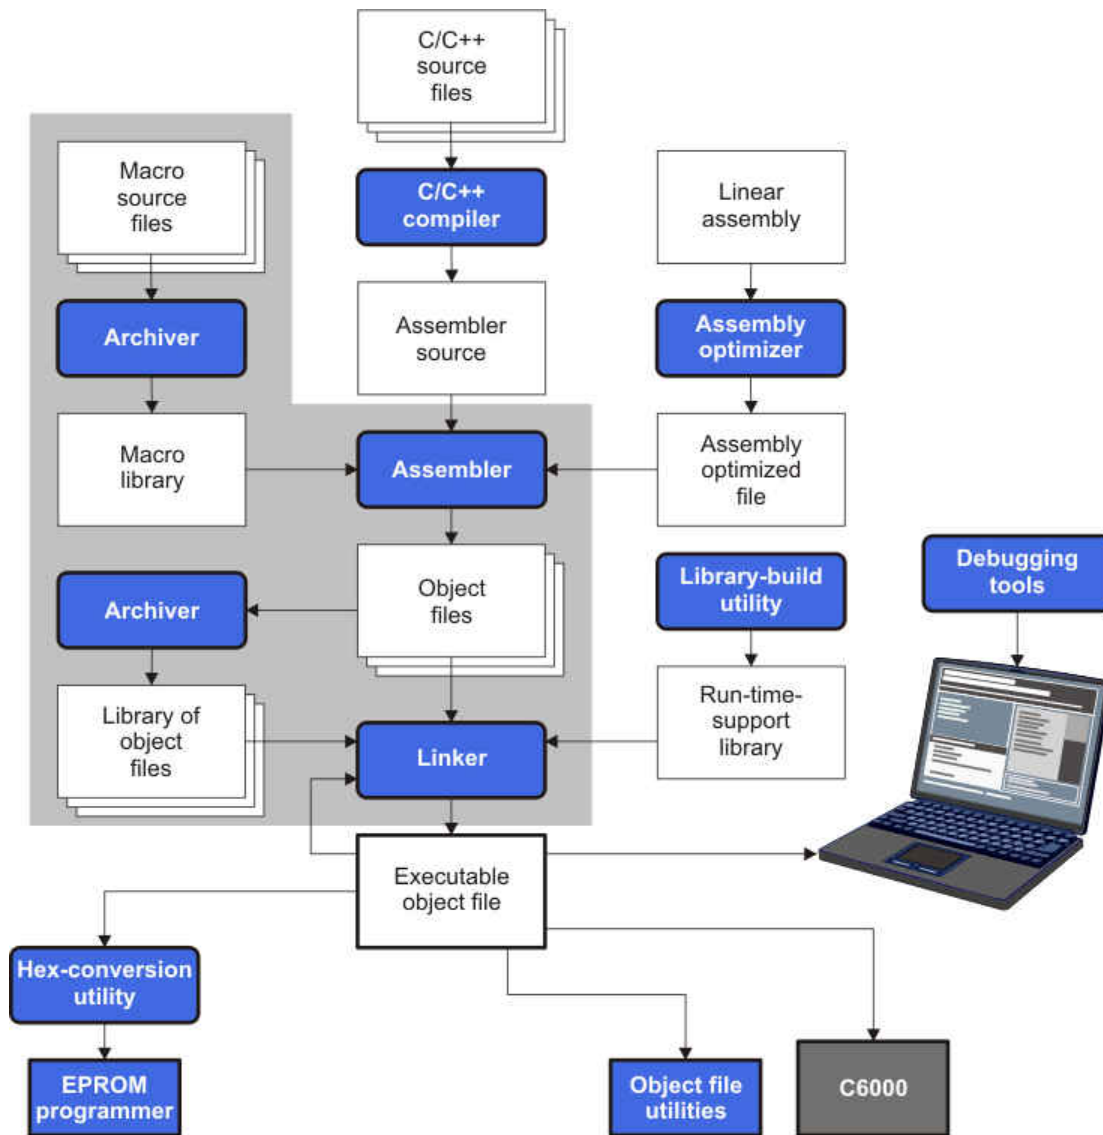 C/C++
source
files
Macro
source
files
C/C++
compiler
Linear
assembly
Archiver
Assembler
source
Assembly
optimizer
Macro
library
Assembler
Assembly
optimized
file
Archiver
Object
files
Library-build
utility
Debugging
tools
Library of
object
files
Linker
Run-time-
support
library
Executable
object file
Hex-conversion
utility
EPROM
programmer
Object file
utilities
C6000